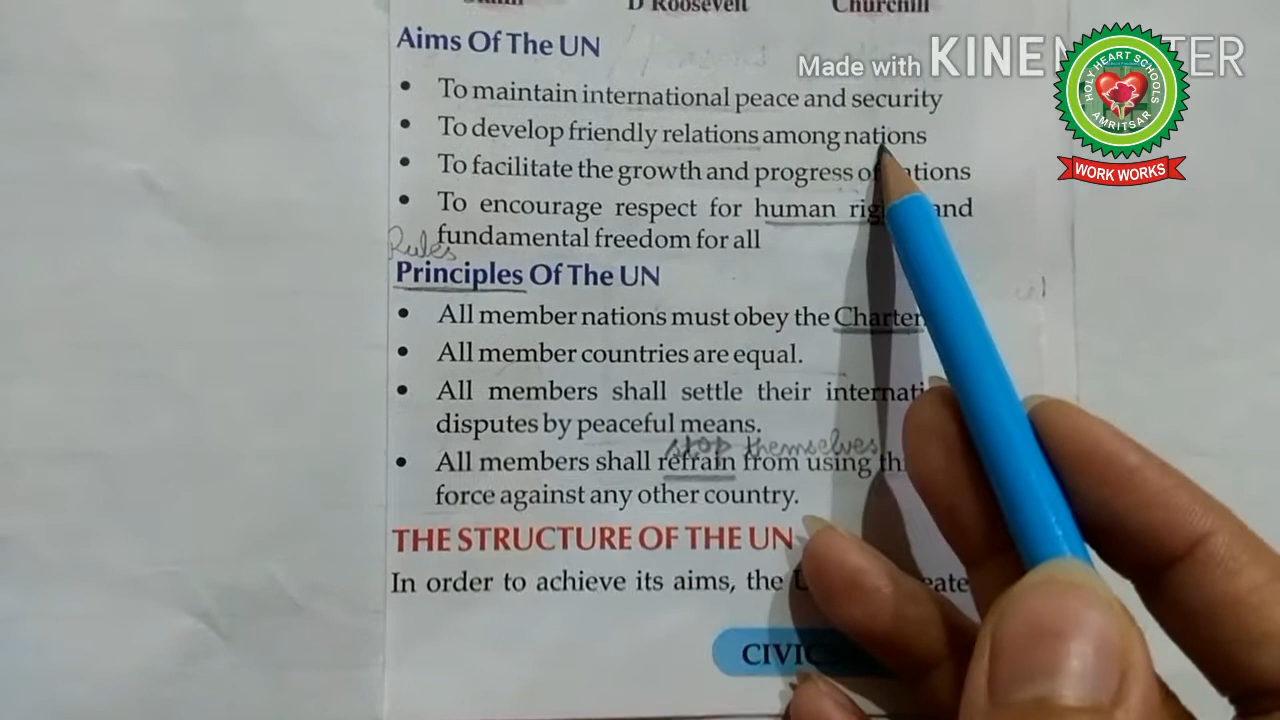 D Roosevelt Churchill
Made with KINEMASTER
HOLY HEART SCHOOLS
AMRITSAR
WORK WORKS
Aims Of The UN
• To maintain international peace and security
• To develop friendly relations among nations
• To facilitate the growth and progress of nations
• To encourage respect for human rights and
fundamental freedom for all
Rules
Principles Of The UN
• All member nations must obey the Charter
• All member countries are equal.
• All members shall settle their international
disputes by peaceful means.
stop themselves
• All members shall refrain from using
force against any other country.
THE STRUCTURE OF THE UN
In order to achieve its aims, the
CIVICS